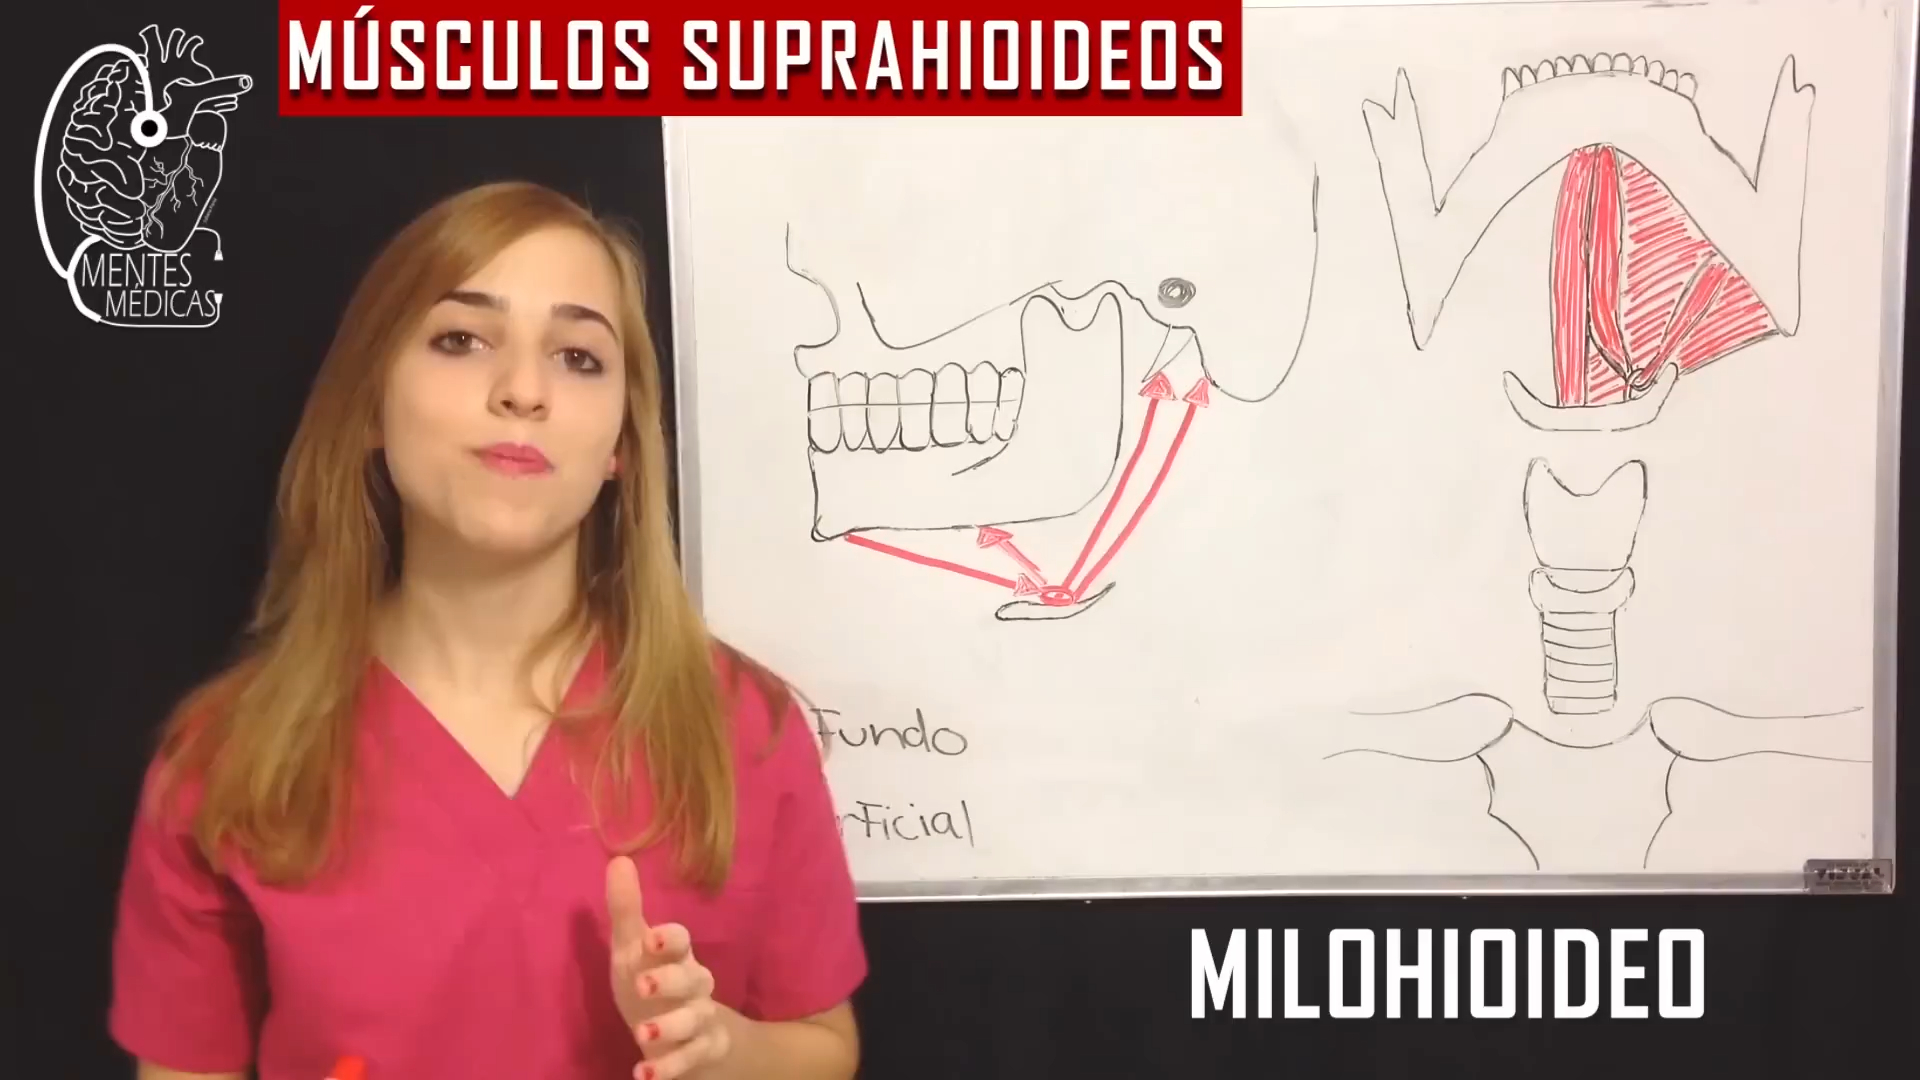 MÚSCULOS SUPRAHIOIDEOS
MENTES
MÉDICAS
Fundo
rficial
MILOHIOIDEO